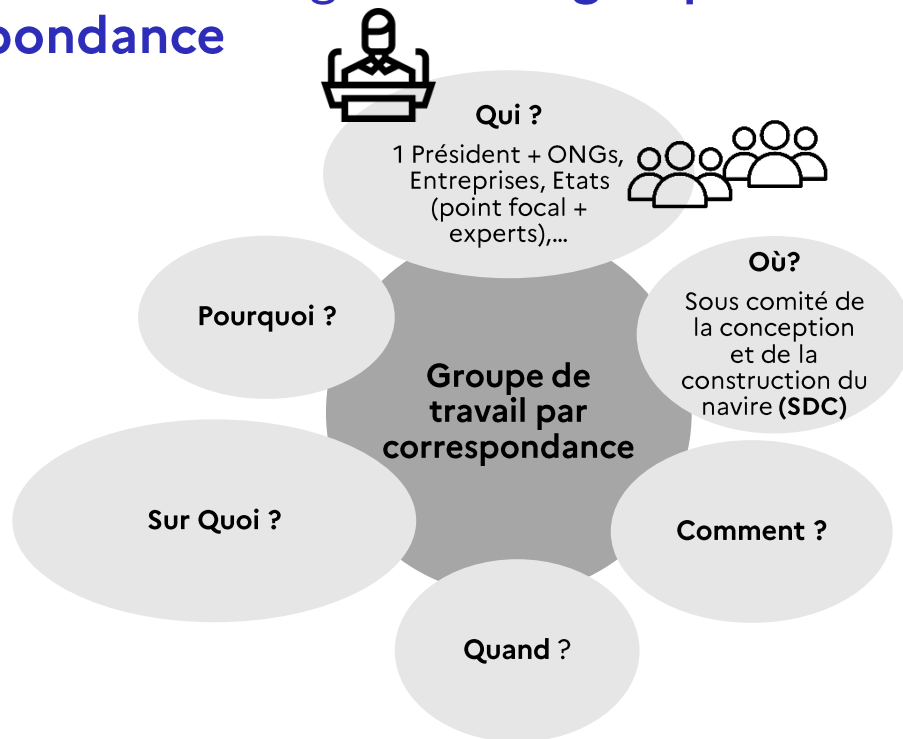 pondance
Qui ?
1 Président + ONGs,
Entreprises, Etats
(point focal +
experts),...
Où?
Sous comité de
la conception
et de la
construction du
navire (SDC)
Pourquoi ?
Groupe de
travail par
correspondance
Sur Quoi ?
Comment ?
Quand ?